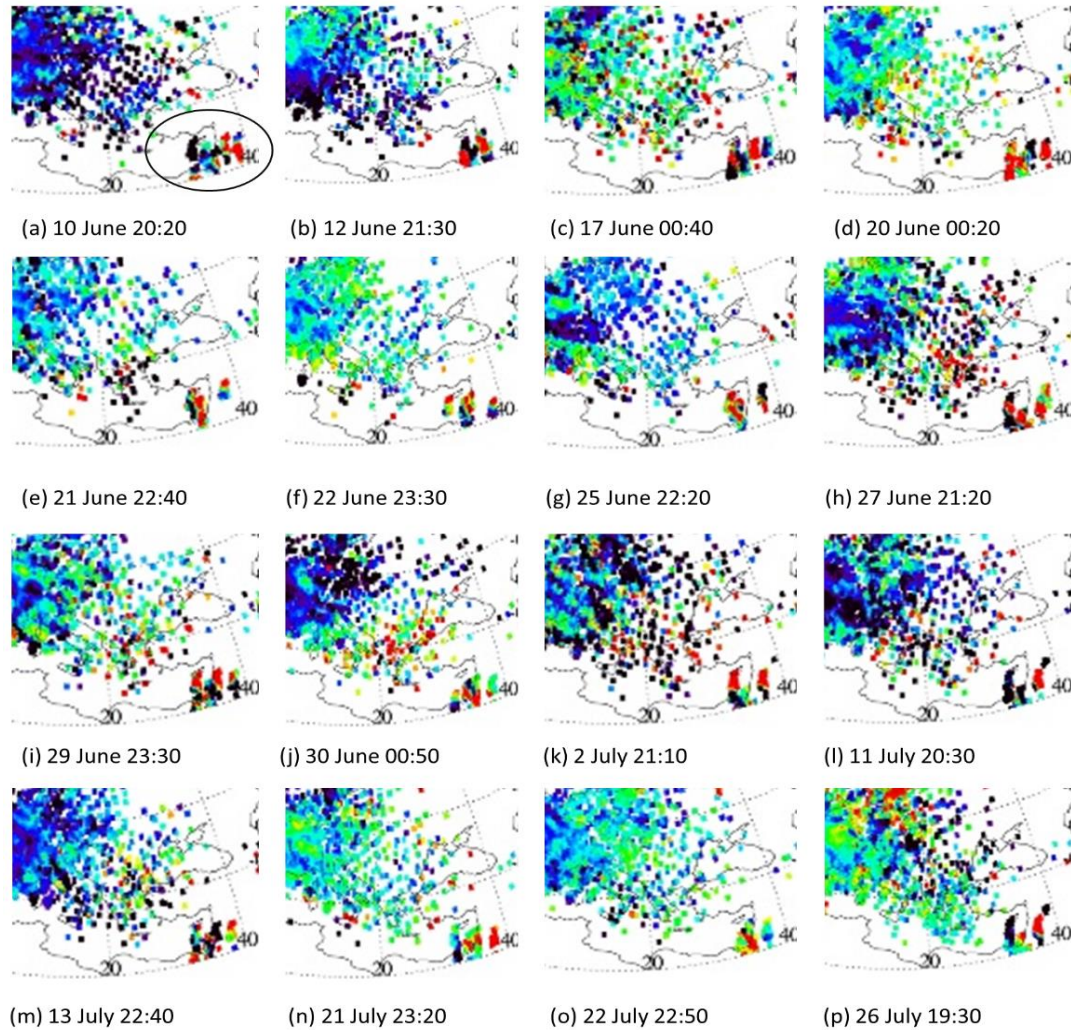 40
20
40
20
40
20
40
20
(a) 10 June 20:20
(b) 12 June 21:30
(c) 17 June 00:40
(d) 20 June 00:20
40
20
40
20
40
20
40
20
(e) 21 June 22:40
(f) 22 June 23:30
(g) 25 June 22:20
(h) 27 June 21:20
40
20
40
20
40
20
40
20
(i) 29 June 23:30
(j) 30 June 00:50
(k) 2 July 21:10
(l) 11 July 20:30
40
20
40
20
40
20
40
20
(m) 13 July 22:40
(n) 21 July 23:20
(o) 22 July 22:50
(p) 26 July 19:30